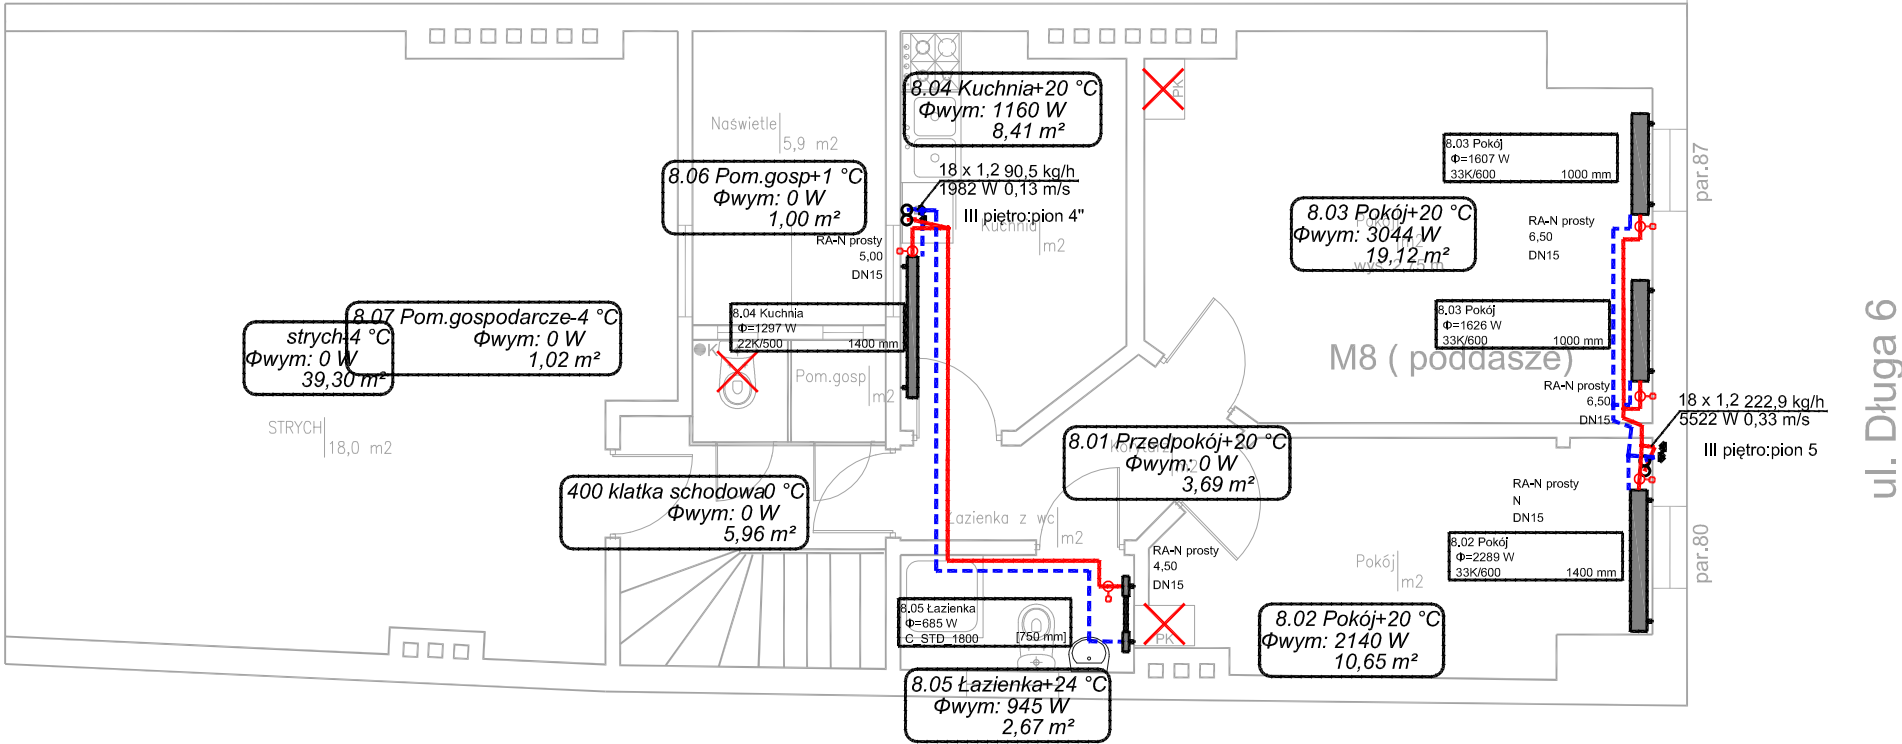 8.04 Kuchnia+20 °C
Φwym: 1160 W
8,41 m²
PK
Naświetle
5,9 m2
8.06 Pom.gosp+1 °C
Φwym: 0 W
1,00 m²
18 x 1,2 90,5 kg/h
1982 W 0,13 m/s
III piętro:pion 4"
Kuchnia
m2
RA-N prosty
5,00
DN15
8.04 Kuchnia
Φ=1297 W
22K/500 1400 mm
8.03 Pokój
Φ=1607 W
33K/600 1000 mm
par.87
8.03 Pokój+20 °C
Φwym: 3044 W
19,12 m²
Pokój
m2
wys.2,75 m
RA-N prosty
6,50
DN15
8.03 Pokój
Φ=1626 W
33K/600 1000 mm
M8 ( poddasze)
RA-N prosty
6,50
DN15
18 x 1,2 222,9 kg/h
5522 W 0,33 m/s
III piętro:pion 5
ul. Długa 6
8.07 Pom.gospodarcze-4 °C
Φwym: 0 W
1,02 m²
strych-4 °C
Φwym: 0 W
39,30 m²
K
Pom.gosp
m2
STRYCH
18,0 m2
8.01 Przedpokój+20 °C
Φwym: 0 W
3,69 m²
Korytarz
m2
400 klatka schodowa0 °C
Φwym: 0 W
5,96 m²
Łazienka z wc
m2
RA-N prosty
4,50
DN15
RA-N prosty
N
DN15
8.02 Pokój
Φ=2289 W
33K/600 1400 mm
par.80
Pokój
m2
8.05 Łazienka
Φ=685 W
C_STD_1800 [750 mm]
PK
8.02 Pokój+20 °C
Φwym: 2140 W
10,65 m²
8.05 Łazienka+24 °C
Φwym: 945 W
2,67 m²